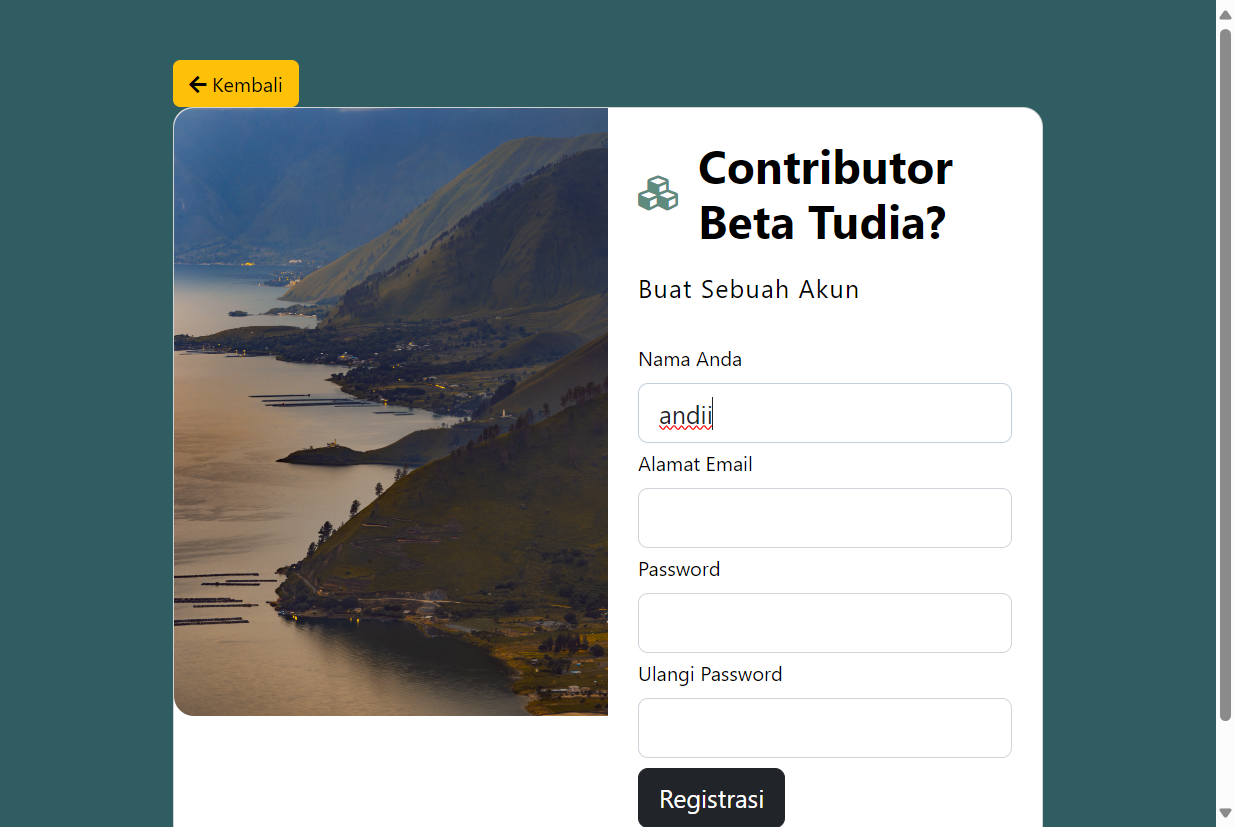 Kembali
Contributor
Beta Tudia?
Buat Sebuah Akun
Nama Anda
andii
Alamat Email
Password
Ulangi Password
Registrasi